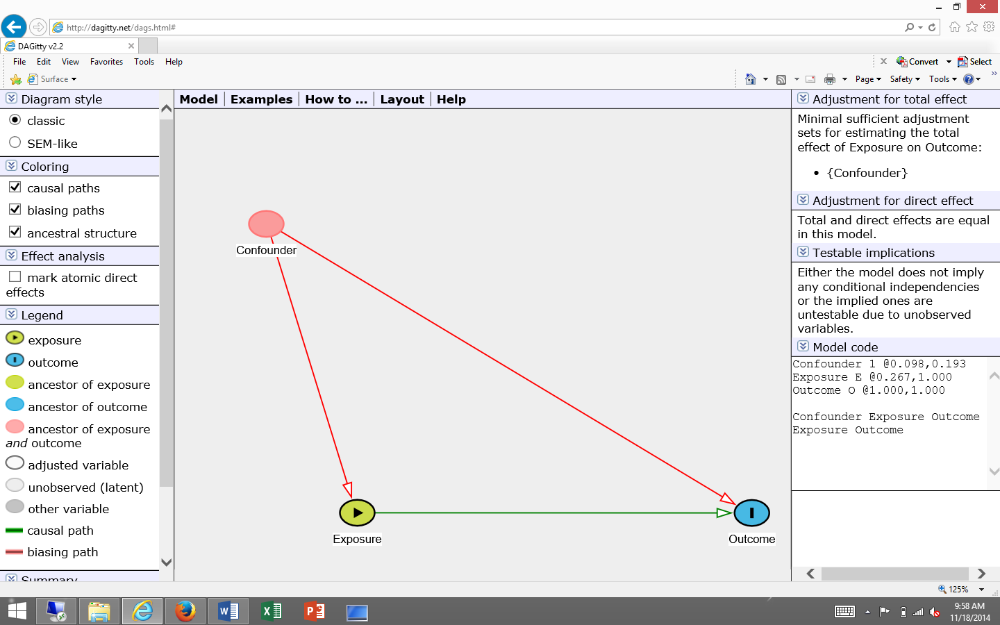 http://dagitty.net/dags.html#
DAGitty v2.2
File Edit View Favorites Tools Help
Convert Select
Surface
Page Safety Tools
Diagram style
classic
SEM-like
Coloring
causal paths
biasing paths
ancestral structure
Effect analysis
mark atomic direct
effects
Legend
exposure
outcome
ancestor of exposure
ancestor of outcome
ancestor of exposure
and outcome
adjusted variable
unobserved (latent)
other variable
causal path
biasing path
Summary
Model Examples How to ... Layout Help
Confounder
Exposure
Outcome
Adjustment for total effect
Minimal sufficient adjustment
sets for estimating the total
effect of Exposure on Outcome:
• {Confounder}
Adjustment for direct effect
Total and direct effects are equal
in this model.
Testable implications
Either the model does not imply
any conditional independencies
or the implied ones are
untestable due to unobserved
variables.
Model code
Confounder 1 @0.098,0.193
Exposure E @0.267,1.000
Outcome O @1.000,1.000
Confounder Exposure Outcome
Exposure Outcome
125%
9:58 AM
11/18/2014